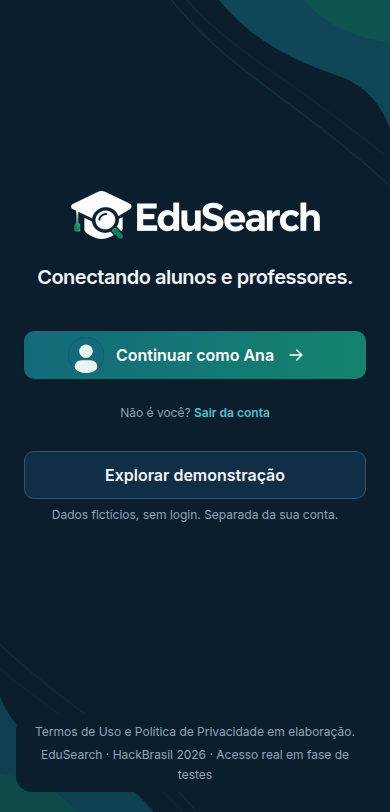 EduSearch
Conectando alunos e professores.
Continuar como Ana →
Não é você? Sair da conta
Explorar demonstração
Dados fictícios, sem login. Separada da sua conta.
Termos de Uso e Política de Privacidade em elaboração.
EduSearch · HackBrasil 2026 · Acesso real em fase de
testes